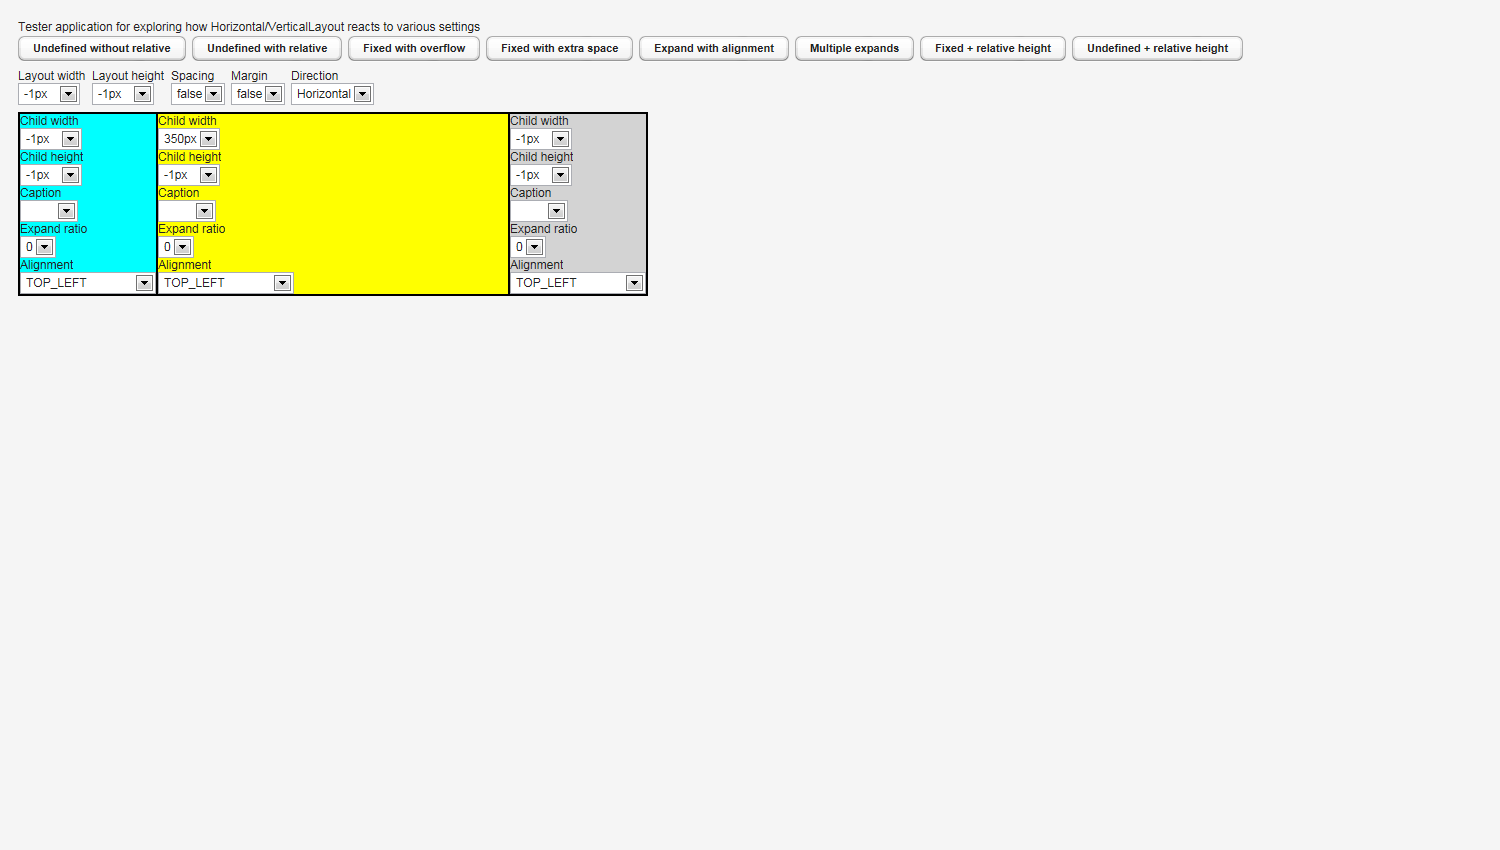 Tester application for exploring how Horizontal/VerticalLayout reacts to various settings
Undefined without relative Undefined with relative Fixed with overflow Fixed with extra space Expand with alignment Multiple expands Fixed + relative height Undefined + relative height
Layout width Layout height Spacing Margin Direction
-1px -1px false false Horizontal
Child width Child width Child width
-1px 350px -1px
Child height Child height Child height
-1px -1px -1px
Caption Caption Caption
Expand ratio Expand ratio Expand ratio
0 0 0
Alignment Alignment Alignment
TOP_LEFT TOP_LEFT TOP_LEFT